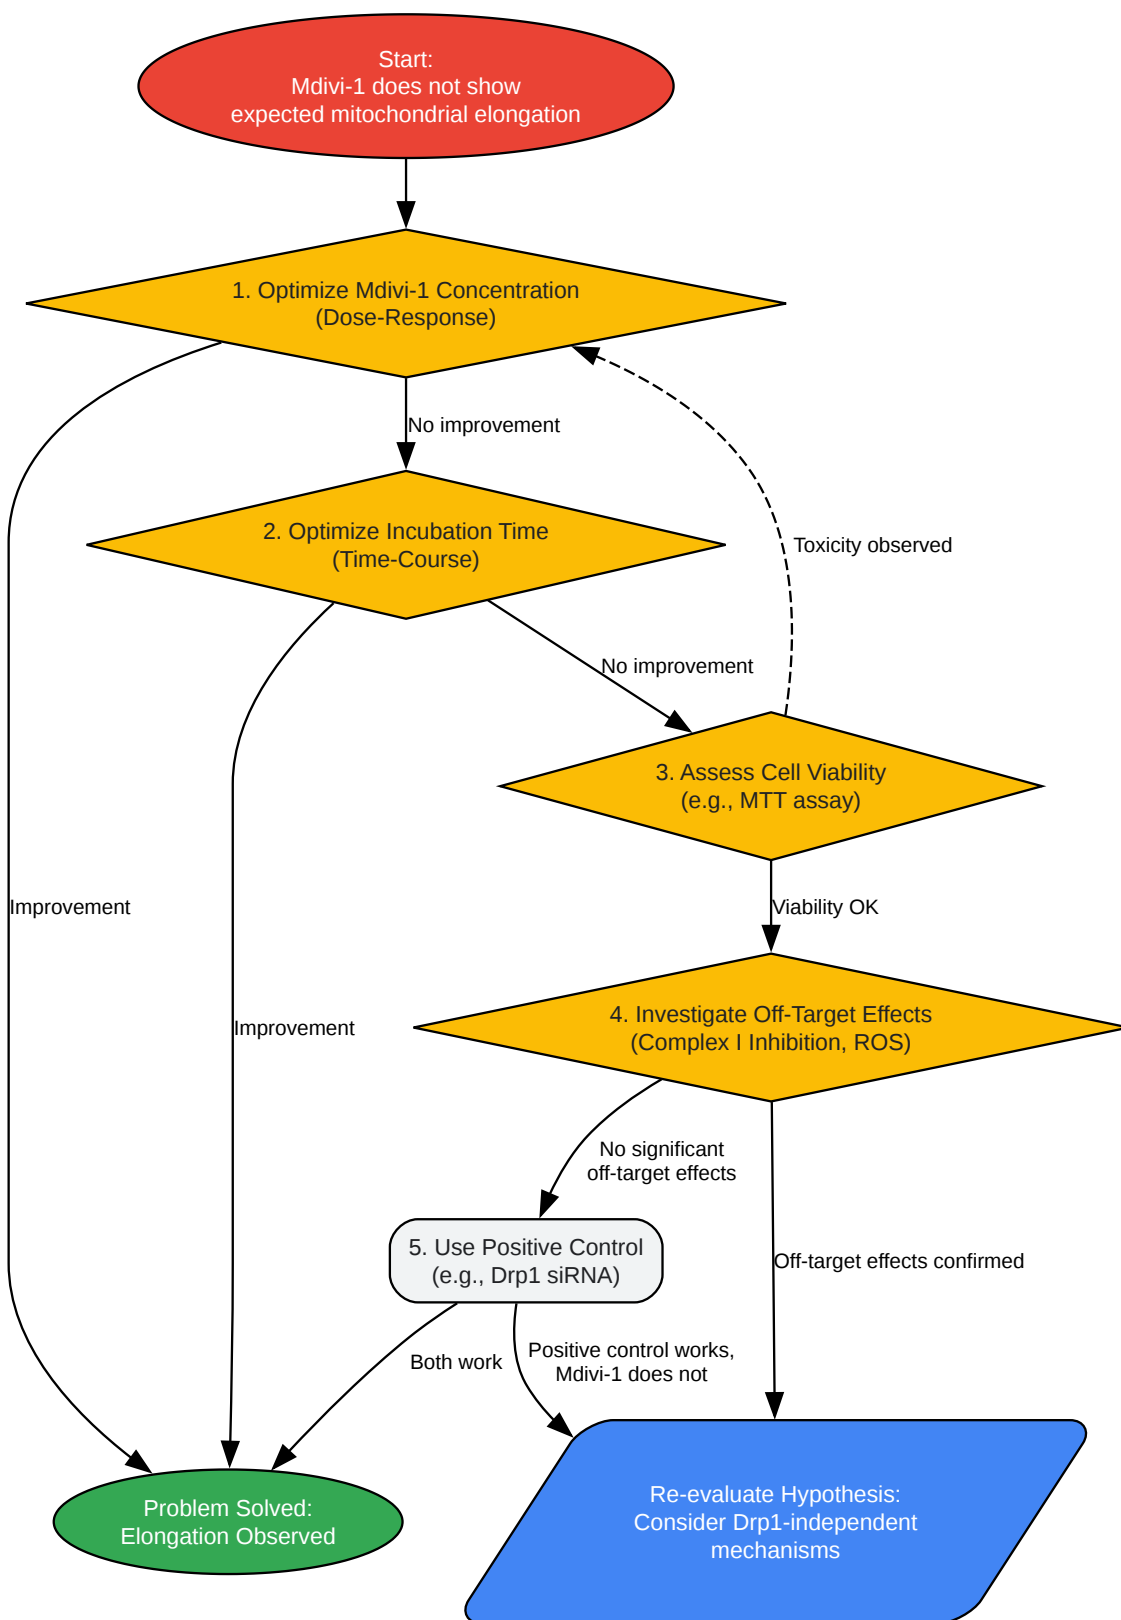 Start:
Mdivi-1 does not show
expected mitochondrial elongation
1. Optimize Mdivi-1 Concentration
(Dose-Response)
No improvement
2. Optimize Incubation Time
(Time-Course)
Toxicity observed
No improvement
3. Assess Cell Viability
(e.g., MTT assay)
Improvement
Viability OK
4. Investigate Off-Target Effects
(Complex I Inhibition, ROS)
Improvement
No significant
off-target effects
5. Use Positive Control
(e.g., Drp1 siRNA)
Off-target effects confirmed
Both work
Positive control works,
Mdivi-1 does not
Problem Solved:
Elongation Observed
Re-evaluate Hypothesis:
Consider Drp1-independent
mechanisms